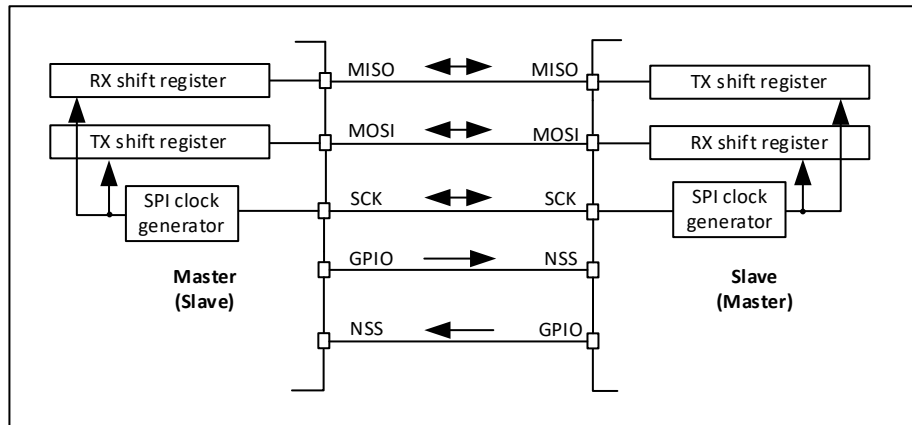 RX shift register
MISO
MISO
TX shift register
TX shift register
MOSI
MOSI
RX shift register
SPI clock
generator
SCK
SCK
SPI clock
generator
Master
(Slave)
GPIO
NSS
Slave
(Master)
NSS
GPIO